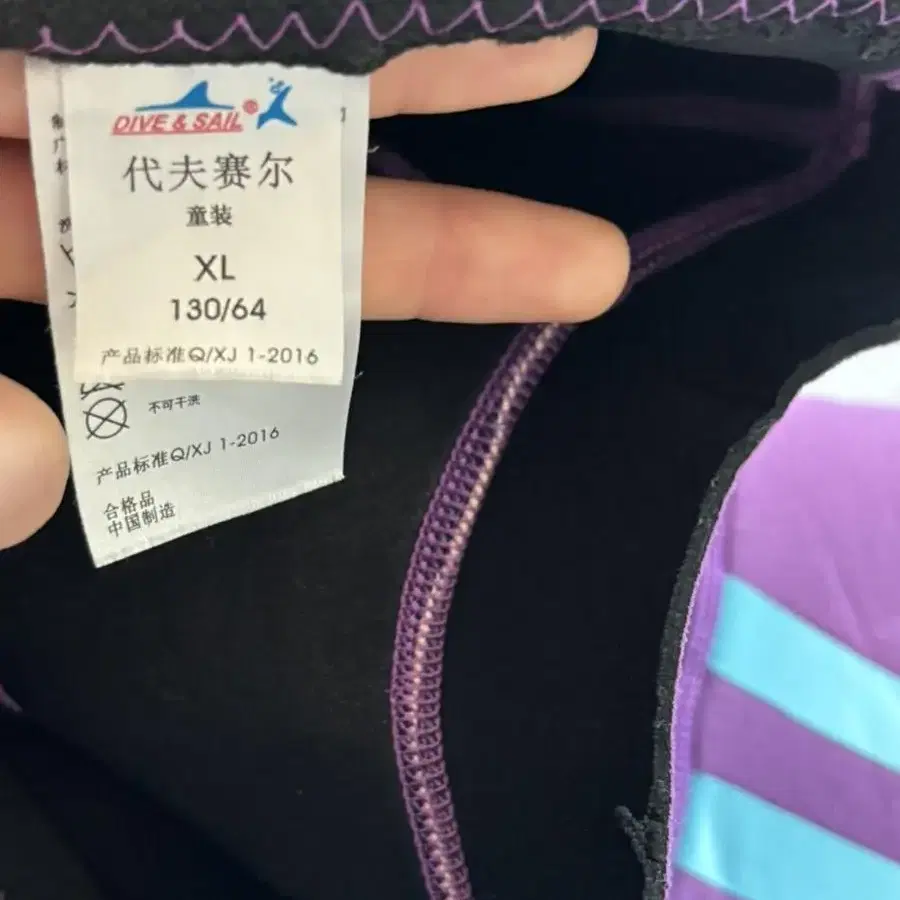 DIVE & SAIL®
代夫赛尔
童装
XL
130/64
产品标准Q/XJ 1-2016
不可干洗
产品标准Q/XJ 1-2016
合格品
中国制造